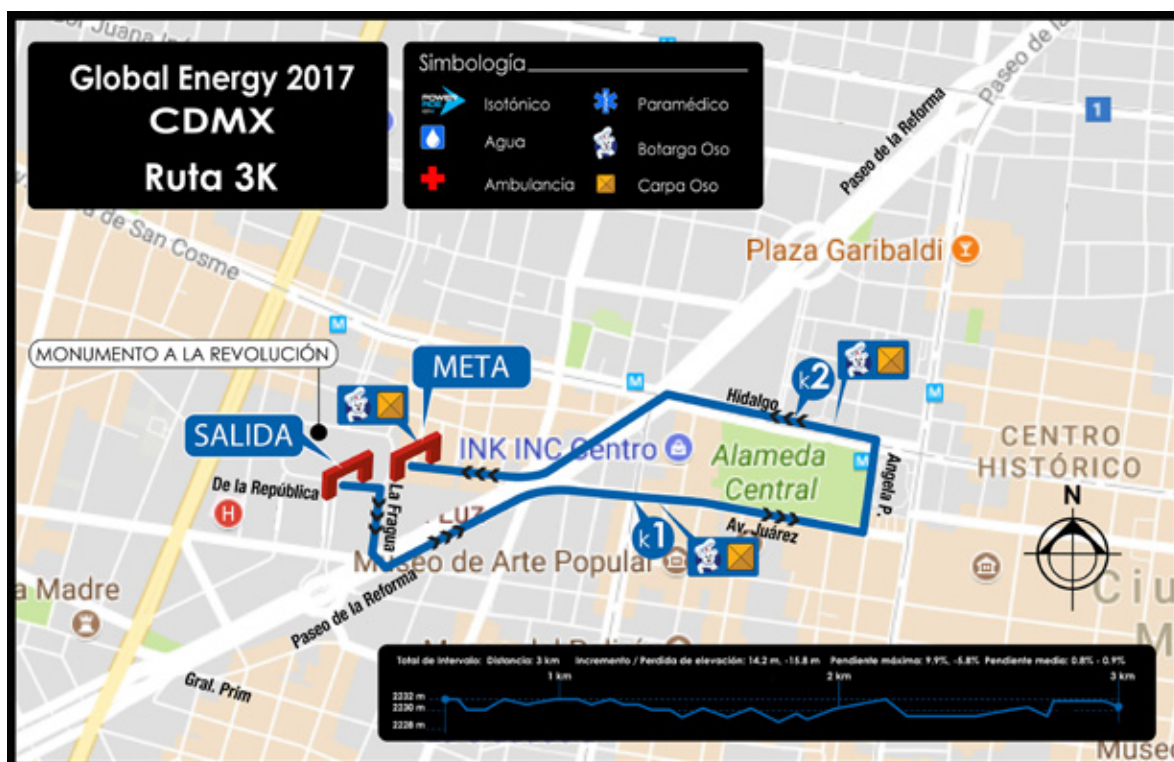 Global Energy 2017
CDMX
Ruta 3K
Simbología
POWERADE
Isotónico
Paramédico
Agua
Botarga Oso
Ambulancia
Carpa Oso
Paseo de la Reforma
1
de San Cosme
Plaza Garibaldi
M
MONUMENTO A LA REVOLUCIÓN
META
M
M
k2
Hidalgo
SALIDA
INK INC Centro
Alameda
Central
M
CENTRO
HISTÓRICO
De la República
H
La Fragua
Angela P.
N
Av. Juárez
k1
Museo de Arte Popular
a Madre
Paseo de la Reforma
Gral. Prim
Total de intervalo: Distancia: 3 km Incremento / Perdida de elevación: 14.2 m, -15.8 m Pendiente máxima: 9.9%, -5.8% Pendiente media: 0.8% - 0.9%
1 km
2 km
3 km
2232 m
2230 m
2228 m
Museo